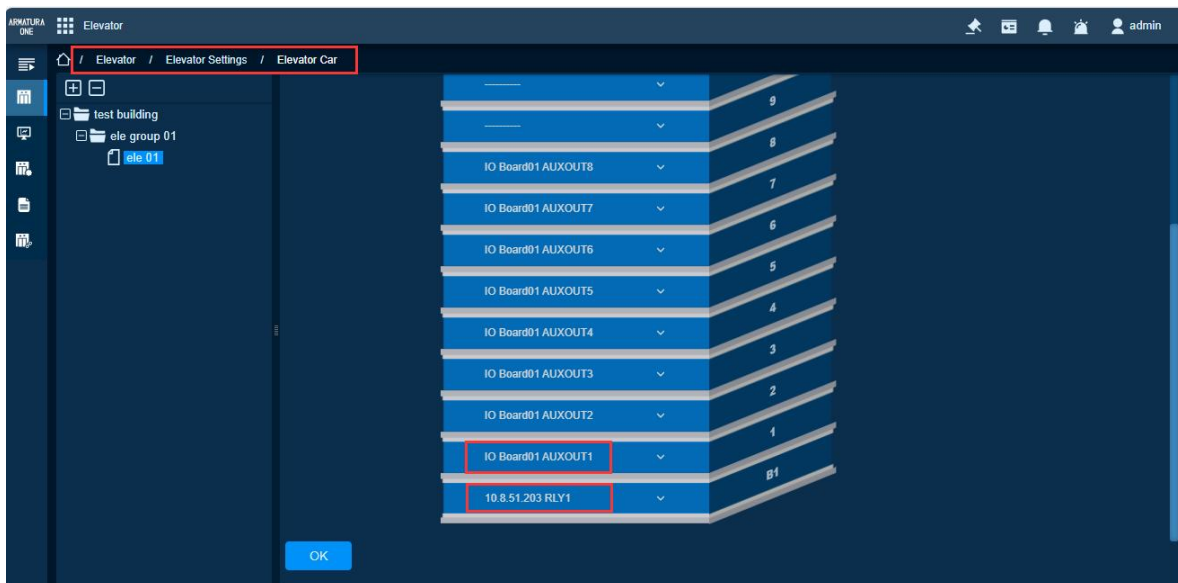 ARMATURA
ONE
Elevator
admin
/ Elevator / Elevator Settings / Elevator Car
test building
ele group 01
ele 01
9
8
IO Board01 AUXOUT8
7
IO Board01 AUXOUT7
6
IO Board01 AUXOUT6
5
IO Board01 AUXOUT5
4
IO Board01 AUXOUT4
3
IO Board01 AUXOUT3
2
IO Board01 AUXOUT2
1
IO Board01 AUXOUT1
B1
10.8.51.203 RLY1
OK